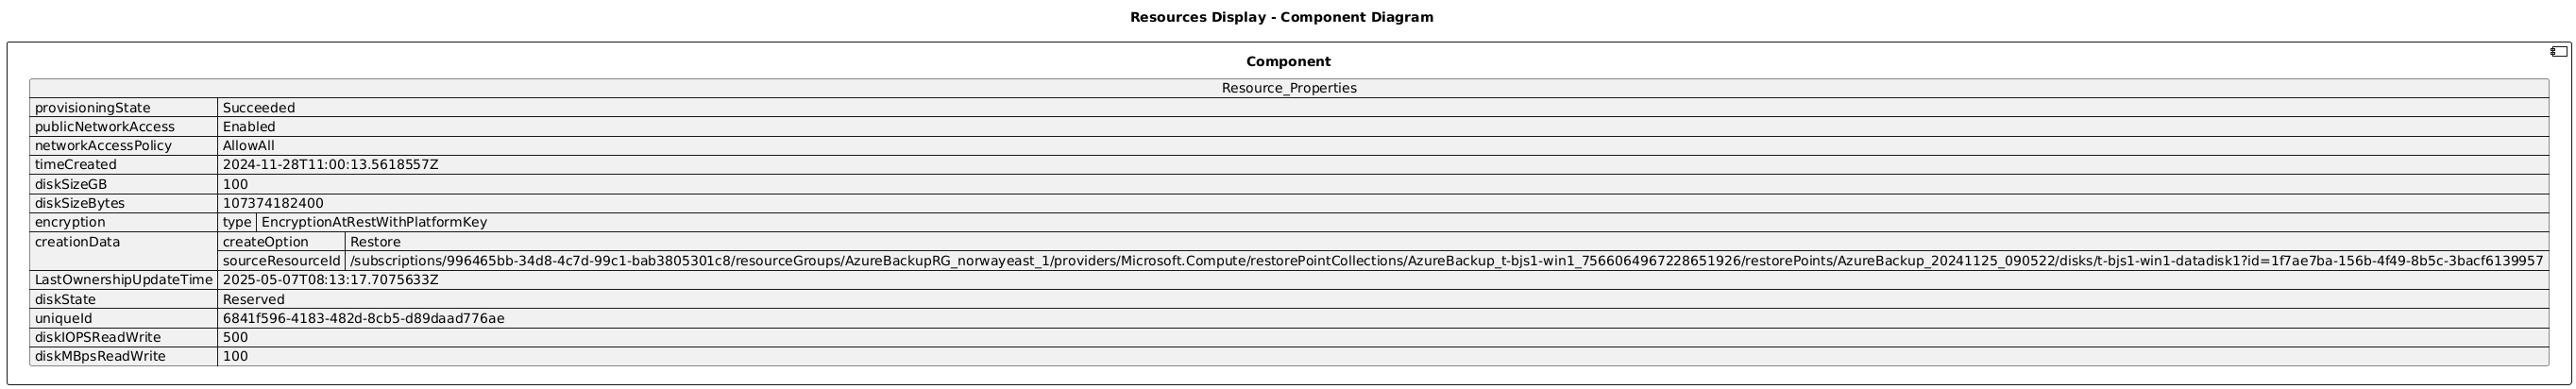 Resources Display - Component Diagram
Component
Resource_Properties
provisioningState Succeeded
publicNetworkAccess Enabled
networkAccessPolicy AllowAll
timeCreated 2024-11-28T11:00:13.5618557Z
diskSizeGB 100
diskSizeBytes 107374182400
encryption type EncryptionAtRestWithPlatformKey
creationData createOption Restore
sourceResourceId /subscriptions/996465bb-34d8-4c7d-99c1-bab3805301c8/resourceGroups/AzureBackupRG_norwayeast_1/providers/Microsoft.Compute/restorePointCollections/AzureBackup_t-bjs1-win1_7566064967228651926/restorePoints/AzureBackup_20241125_090522/disks/t-bjs1-win1-datadisk1?id=1f7ae7ba-156b-4f49-8b5c-3bacf6139957
LastOwnershipUpdateTime 2025-05-07T08:13:17.7075633Z
diskState Reserved
uniqueId 6841f596-4183-482d-8cb5-d89daad776ae
diskIOPSReadWrite 500
diskMBpsReadWrite 100